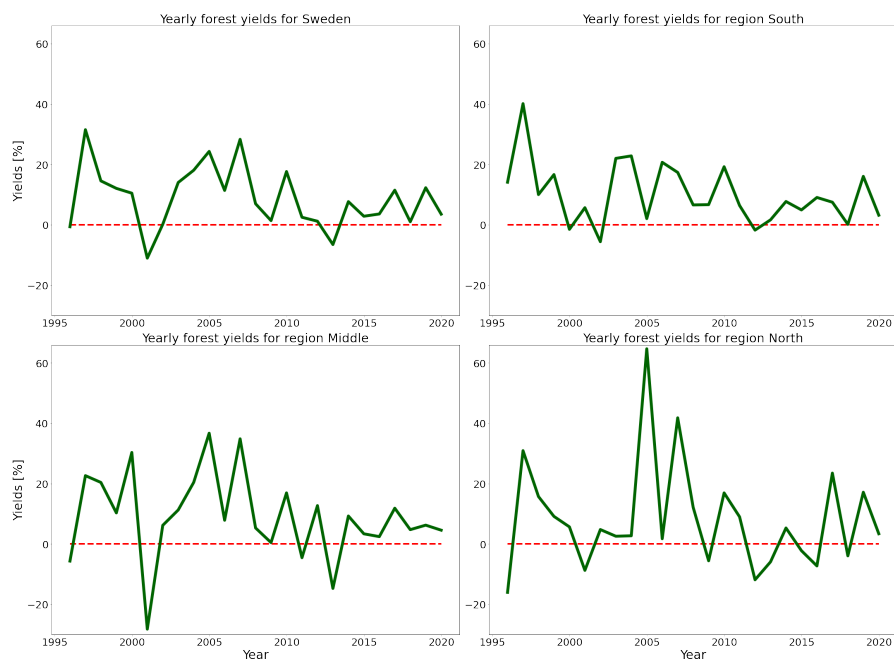 Yearly forest yields for Sweden
Yields [%]
60
40
20
0
−20
1995 2000 2005 2010 2015 2020
Yearly forest yields for region South
60
40
20
0
−20
1995 2000 2005 2010 2015 2020
Yearly forest yields for region Middle
Yields [%]
60
40
20
0
−20
1995 2000 2005 2010 2015 2020
Year
Yearly forest yields for region North
60
40
20
0
−20
1995 2000 2005 2010 2015 2020
Year